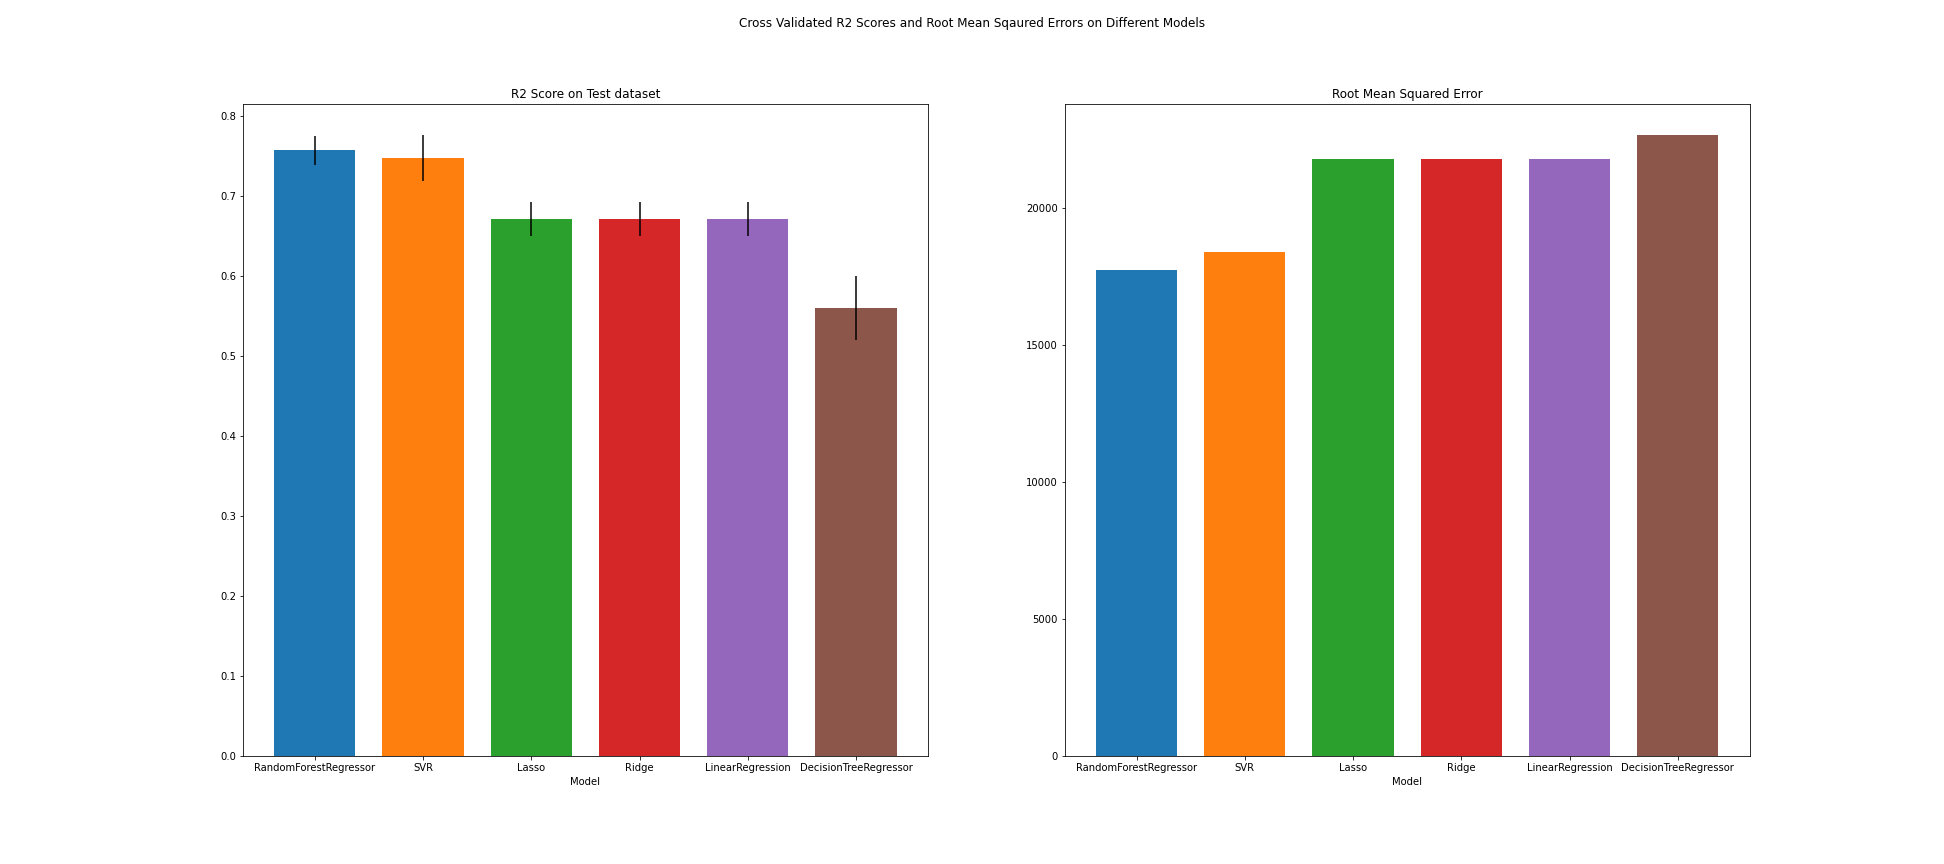 Cross Validated R2 Scores and Root Mean Sqaured Errors on Different Models
R2 Score on Test dataset
0.8
0.7
0.6
0.5
0.4
0.3
0.2
0.1
0.0
RandomForestRegressor SVR Lasso Ridge LinearRegression DecisionTreeRegressor
Model
Root Mean Squared Error
20000
15000
10000
5000
0
RandomForestRegressor SVR Lasso Ridge LinearRegression DecisionTreeRegressor
Model